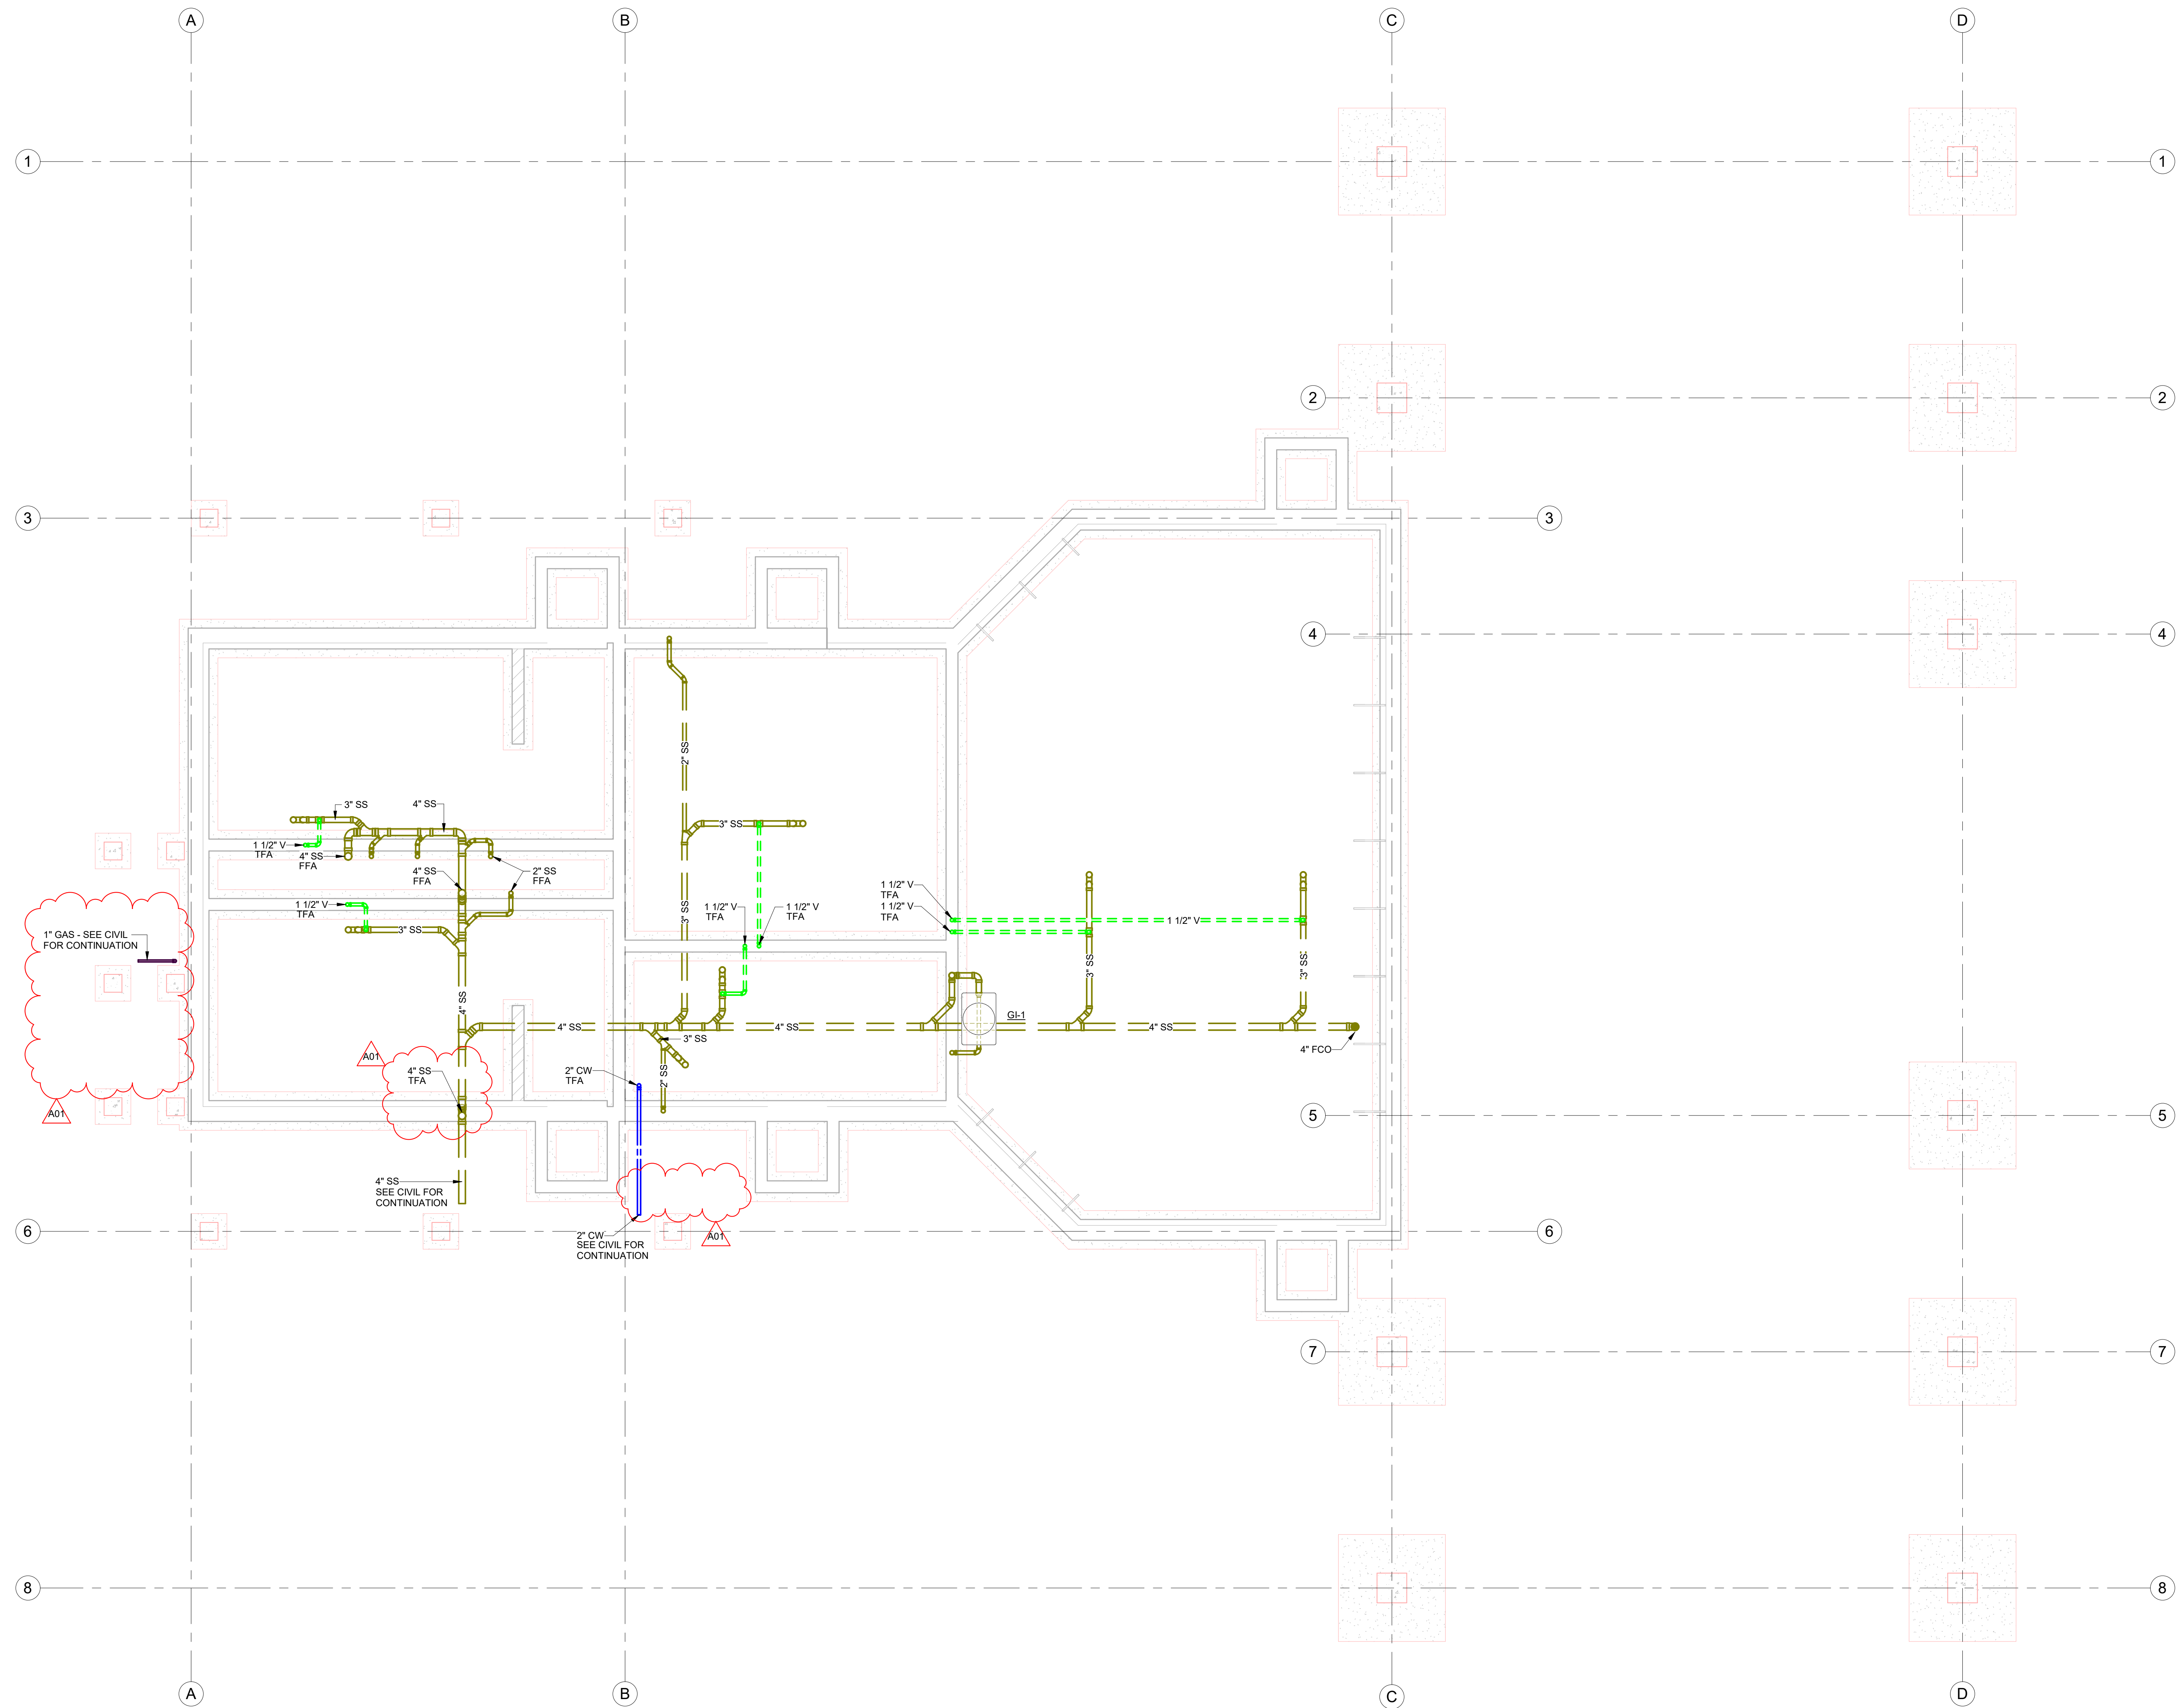 A
B
C
D
1
1
2
2
3
3
4
4
2" SS
3" SS
4" SS
3" SS
1 1/2" V
TFA
4" SS
FFA
4" SS
FFA
2" SS
FFA
1 1/2" V
TFA
3" SS
3" SS
1 1/2" V
TFA
1 1/2" V
TFA
1 1/2" V
TFA
1 1/2" V
TFA
1 1/2" V
1" GAS - SEE CIVIL
FOR CONTINUATION
3" SS
3" SS
4" SS
4" SS
4" SS
GI-1
4" SS
3" SS
4" FCO
A01
4" SS
TFA
2" CW
TFA
2" SS
A01
5
5
4" SS
SEE CIVIL FOR
CONTINUATION
6
6
2" CW
SEE CIVIL FOR
CONTINUATION
A01
7
7
8
8
A
B
C
D